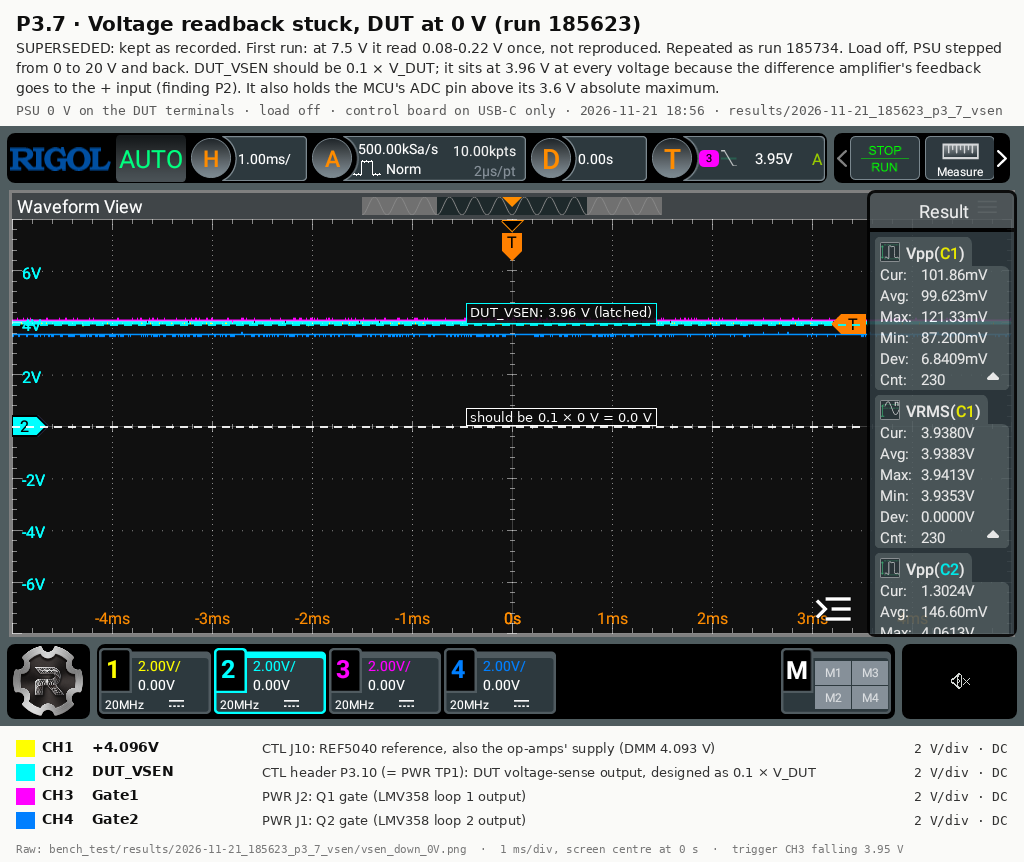 P3.7 · Voltage readback stuck, DUT at 0 V (run 185623)
SUPERSEDED: kept as recorded. First run: at 7.5 V it read 0.08-0.22 V once, not reproduced. Repeated as run 185734. Load off, PSU stepped
from 0 to 20 V and back. DUT_VSEN should be 0.1 × V_DUT; it sits at 3.96 V at every voltage because the difference amplifier's feedback
goes to the + input (finding P2). It also holds the MCU's ADC pin above its 3.6 V absolute maximum.
PSU 0 V on the DUT terminals · load off · control board on USB-C only · 2026-11-21 18:56 · results/2026-11-21_185623_p3_7_vsen
RIGOL AUTO H 1.00ms/ A 500.00kSa/s 10.00kpts D 0.00s T 3 3.95V A STOP
Norm 2µs/pt RUN Measure
Waveform View
Result
T
6V
4V
2V
2
-2V
-4V
-6V
DUT_VSEN: 3.96 V (latched)
T
should be 0.1 × 0 V = 0.0 V
-4ms -3ms -2ms -1ms 0s 1ms 2ms 3ms
Vpp(C1)
Cur: 101.86mV
Avg: 99.623mV
Max: 121.33mV
Min: 87.200mV
Dev: 6.8409mV
Cnt: 230
VRMS(C1)
Cur: 3.9380V
Avg: 3.9383V
Max: 3.9413V
Min: 3.9353V
Dev: 0.0000V
Cnt: 230
Vpp(C2)
Cur: 1.3024V
Avg: 146.60mV
Max: 4.0613V
R
1 2.00V/ 0.00V 20MHz
2 2.00V/ 0.00V 20MHz
3 2.00V/ 0.00V 20MHz
4 2.00V/ 0.00V 20MHz
M M1 M3
M2 M4
CH1 +4.096V CTL J10: REF5040 reference, also the op-amps' supply (DMM 4.093 V) 2 V/div · DC
CH2 DUT_VSEN CTL header P3.10 (= PWR TP1): DUT voltage-sense output, designed as 0.1 × V_DUT 2 V/div · DC
CH3 Gate1 PWR J2: Q1 gate (LMV358 loop 1 output) 2 V/div · DC
CH4 Gate2 PWR J1: Q2 gate (LMV358 loop 2 output) 2 V/div · DC
Raw: bench_test/results/2026-11-21_185623_p3_7_vsen/vsen_down_0V.png · 1 ms/div, screen centre at 0 s · trigger CH3 falling 3.95 V